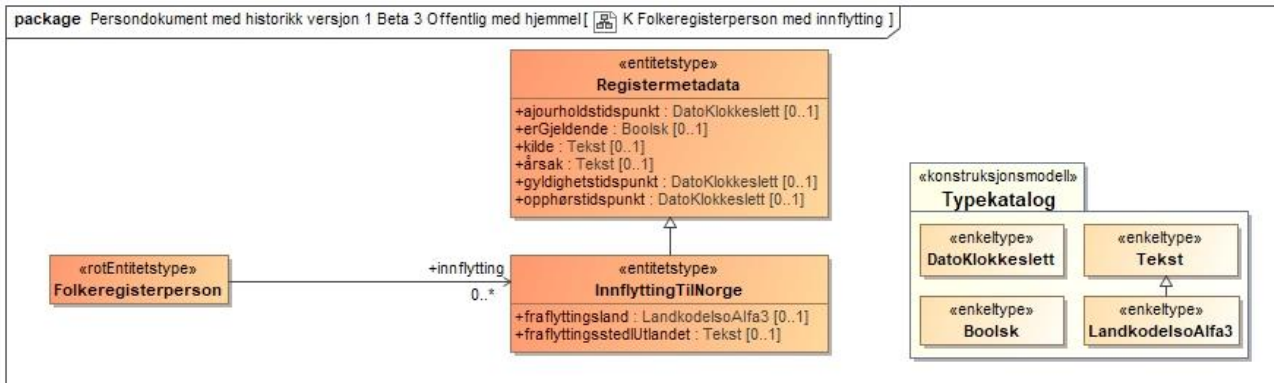 package Persondokument med historikk versjon 1 Beta 3 Offentlig med hjemmel[ K Folkeregisterperson med innflytting ]
«entitetstype»
Registermetadata
+ajourholdstidspunkt : DatoKlokkeslett [0..1]
+erGjeldende : Boolsk [0..1]
+kilde : Tekst [0..1]
+årsak : Tekst [0..1]
+gyldighetstidspunkt : DatoKlokkeslett [0..1]
+opphørstidspunkt : DatoKlokkeslett [0..1]
«rotEntitetstype»
Folkeregisterperson
+innflytting
0..*
«entitetstype»
InnflyttingTilNorge
+fraflyttingsland : LandkodeIsoAlfa3 [0..1]
+fraflyttingsstedIUtlandet : Tekst [0..1]
«konstruksjonsmodell»
Typekatalog
«enkeltype»
DatoKlokkeslett
«enkeltype»
Tekst
«enkeltype»
Boolsk
«enkeltype»
LandkodeIsoAlfa3